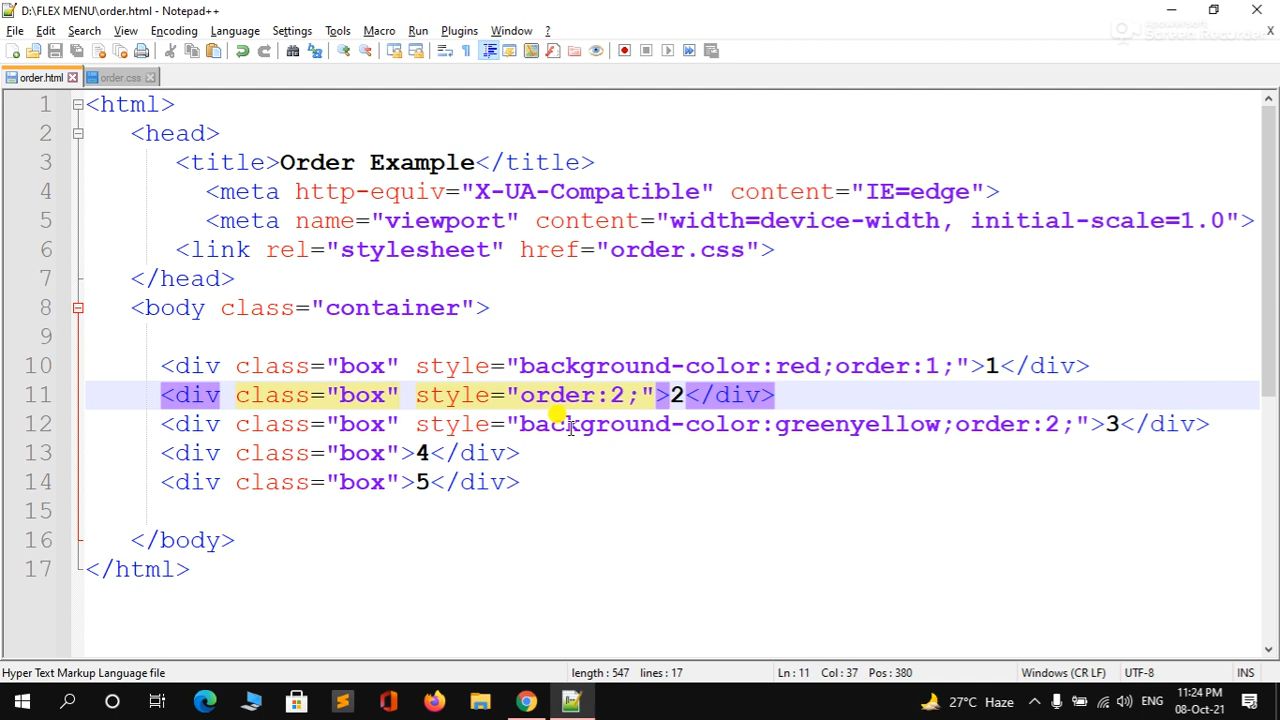 D:\FLEX MENU\order.html - Notepad++
File Edit Search View Encoding Language Settings Tools Macro Run Plugins Window ? X
Screen Recorder
order.html order.css
1 <html>
2 <head>
3 <title>Order Example</title>
4 <meta http-equiv="X-UA-Compatible" content="IE=edge">
5 <meta name="viewport" content="width=device-width, initial-scale=1.0">
6 <link rel="stylesheet" href="order.css">
7 </head>
8 <body class="container">
9
10 <div class="box" style="background-color:red;order:1;">1</div>
11 <div class="box" style="order:2;">2</div>
12 <div class="box" style="background-color:greenyellow;order:2;">3</div>
13 <div class="box">4</div>
14 <div class="box">5</div>
15
16 </body>
17 </html>
Hyper Text Markup Language file length : 547 lines : 17 Ln : 11 Col : 37 Pos : 380 Windows (CR LF) UTF-8 INS
27°C Haze ENG 11:24 PM
08-Oct-21